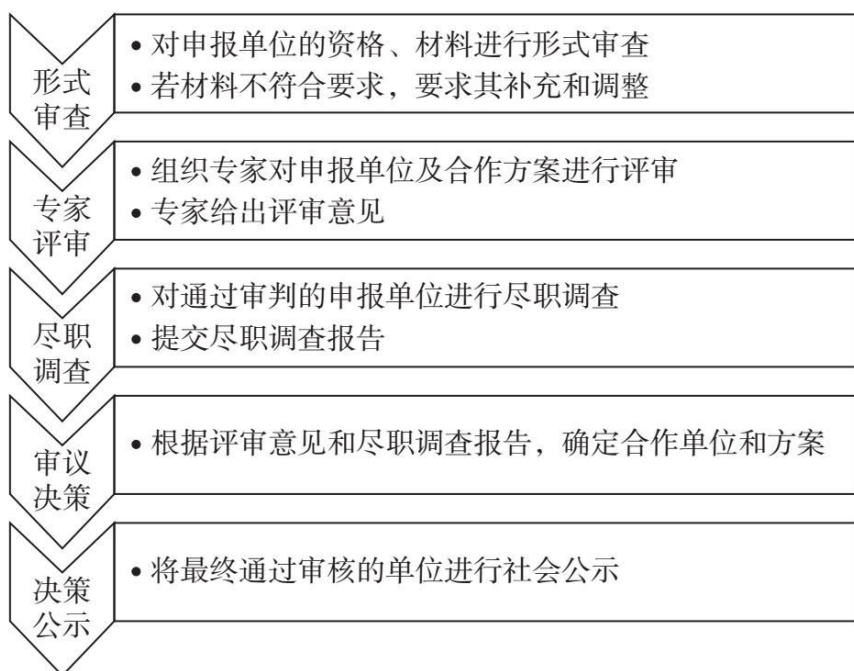 形式
审查
• 对申报单位的资格、材料进行形式审查
• 若材料不符合要求，要求其补充和调整
专家
评审
• 组织专家对申报单位及合作方案进行评审
• 专家给出评审意见
尽职
调查
• 对通过审判的申报单位进行尽职调查
• 提交尽职调查报告
审议
决策
• 根据评审意见和尽职调查报告，确定合作单位和方案
决策
公示
• 将最终通过审核的单位进行社会公示